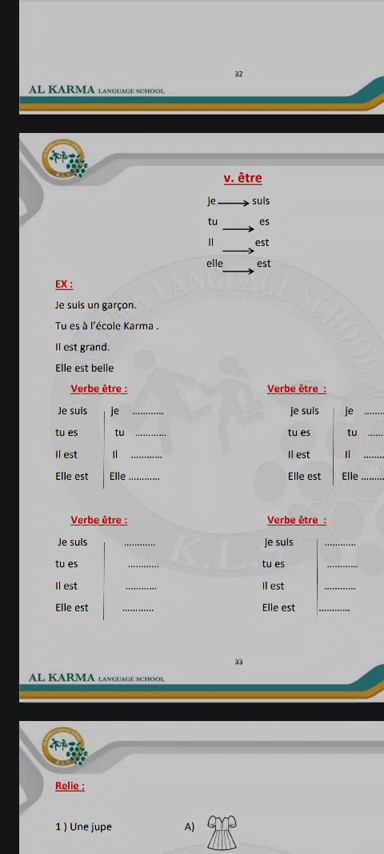 32
AL KARMA LANGUAGE SCHOOL
v. être
je suis
tu es
Il est
elle est
EX :
Je suis un garçon.
Tu es à l'école Karma .
Il est grand.
Elle est belle
Verbe être : Verbe être :
Je suis je ............ Je suis je .......
tu es tu ............ tu es tu ......
Il est Il ............ Il est Il .......
Elle est Elle ............ Elle est Elle ......
Verbe être : Verbe être :
Je suis ............ Je suis ............
tu es ............ tu es ............
Il est ............ Il est ............
Elle est ............ Elle est ............
K.L.S
33
AL KARMA LANGUAGE SCHOOL
Relie :
1 ) Une jupe A)